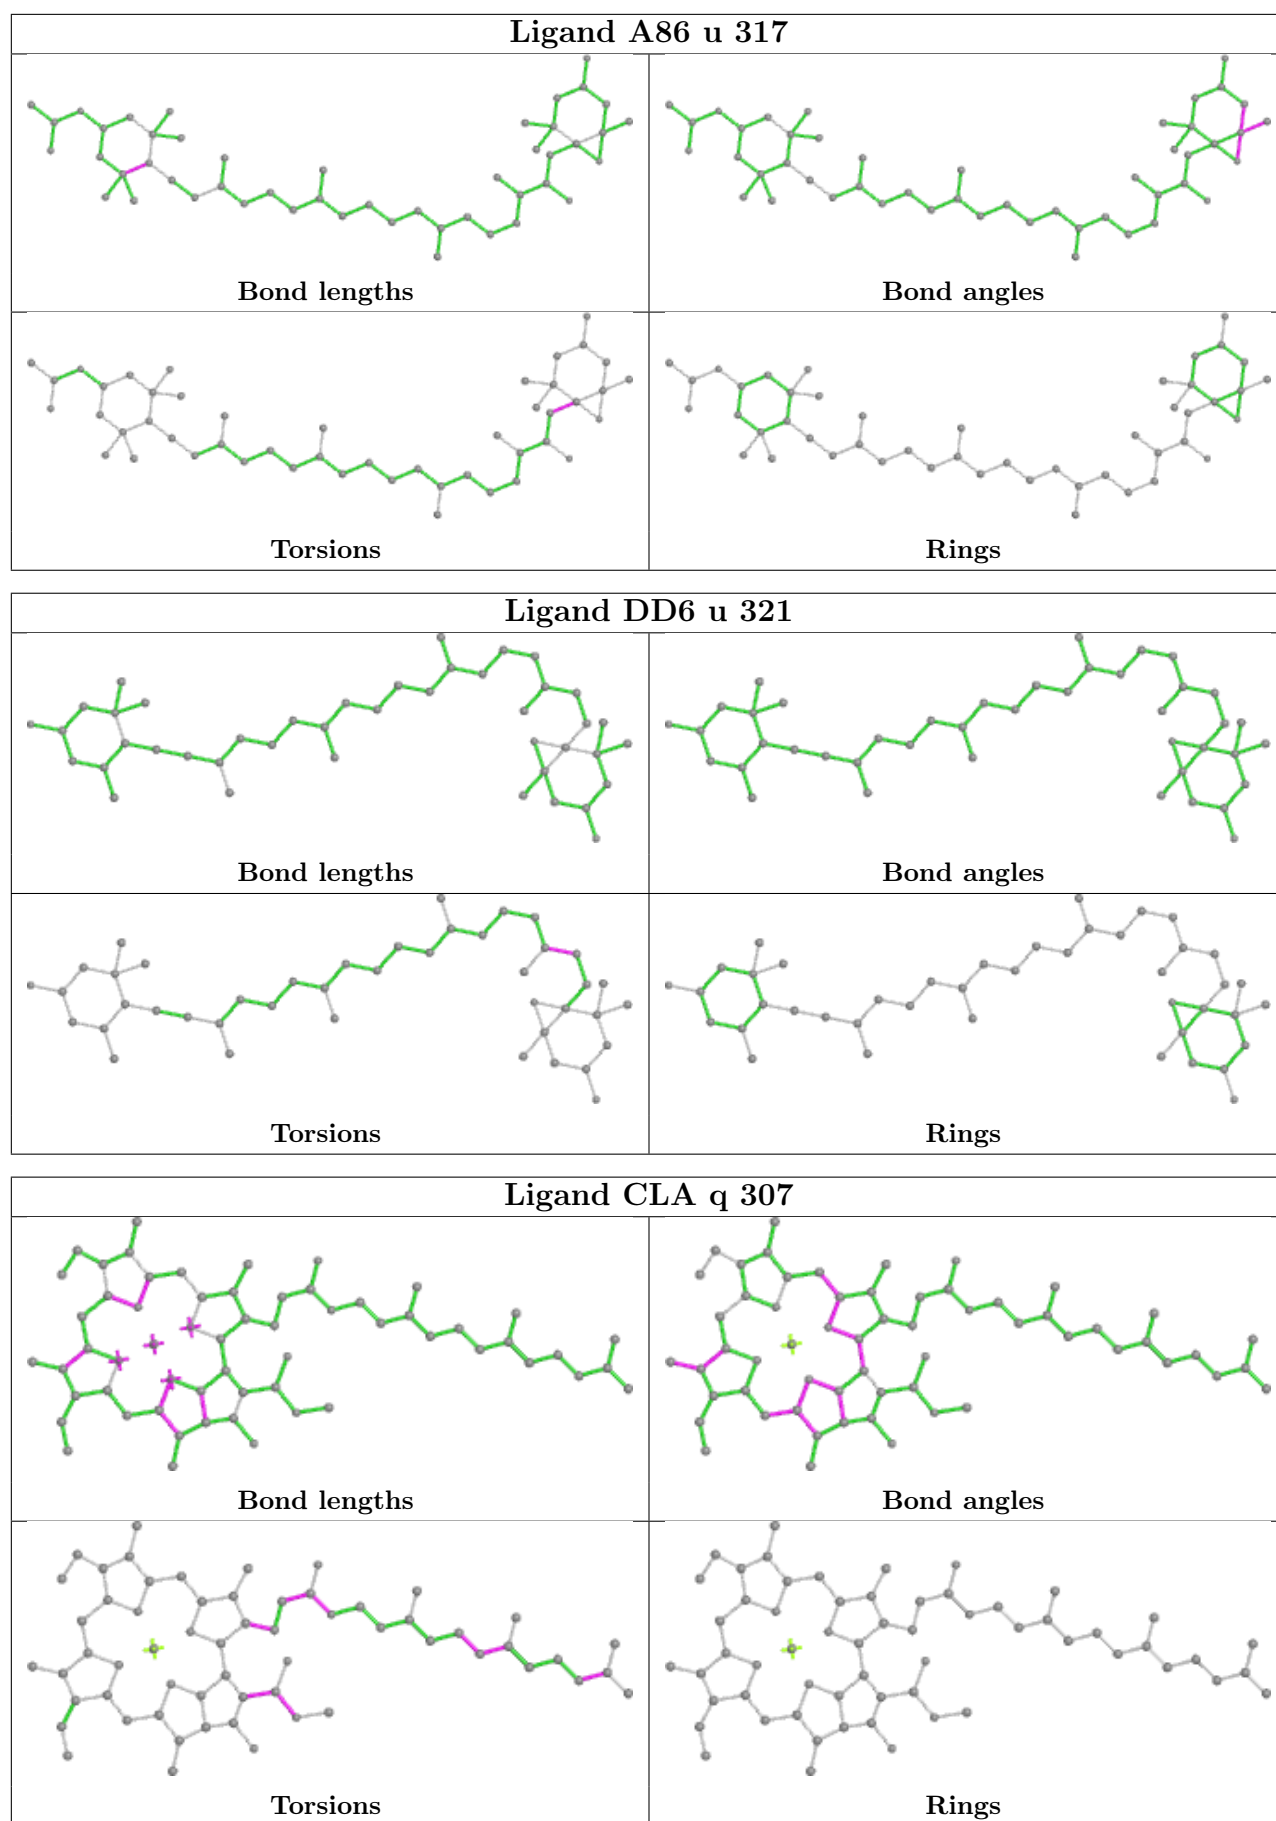 Ligand A86 u 317
Bond lengths
Bond angles
Torsions
Rings
Ligand DD6 u 321
Bond lengths
Bond angles
Torsions
Rings
Ligand CLA q 307
Bond lengths
Bond angles
Torsions
Rings